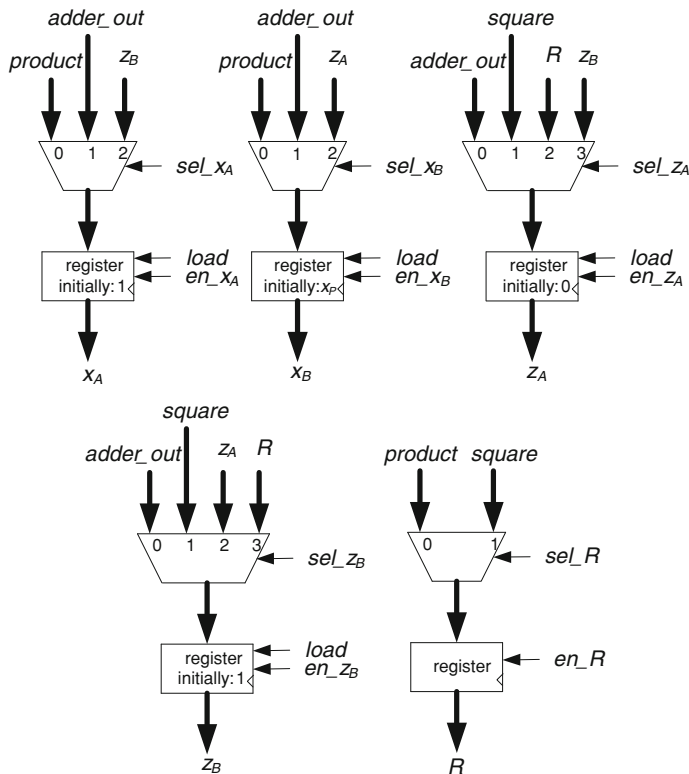 adder_out adder_out square
product z_B product z_A adder_out R z_B
0 1 2 0 1 2 0 1 2 3
sel_x_A sel_x_B sel_z_A
register load register load register load
initially: 1 en_x_A initially: x_P en_x_B initially: 0 en_z_A
x_A x_B z_A
square
adder_out z_A R product square
0 1 2 3 0 1
sel_z_B sel_R
register load register en_R
initially: 1 en_z_B
z_B R